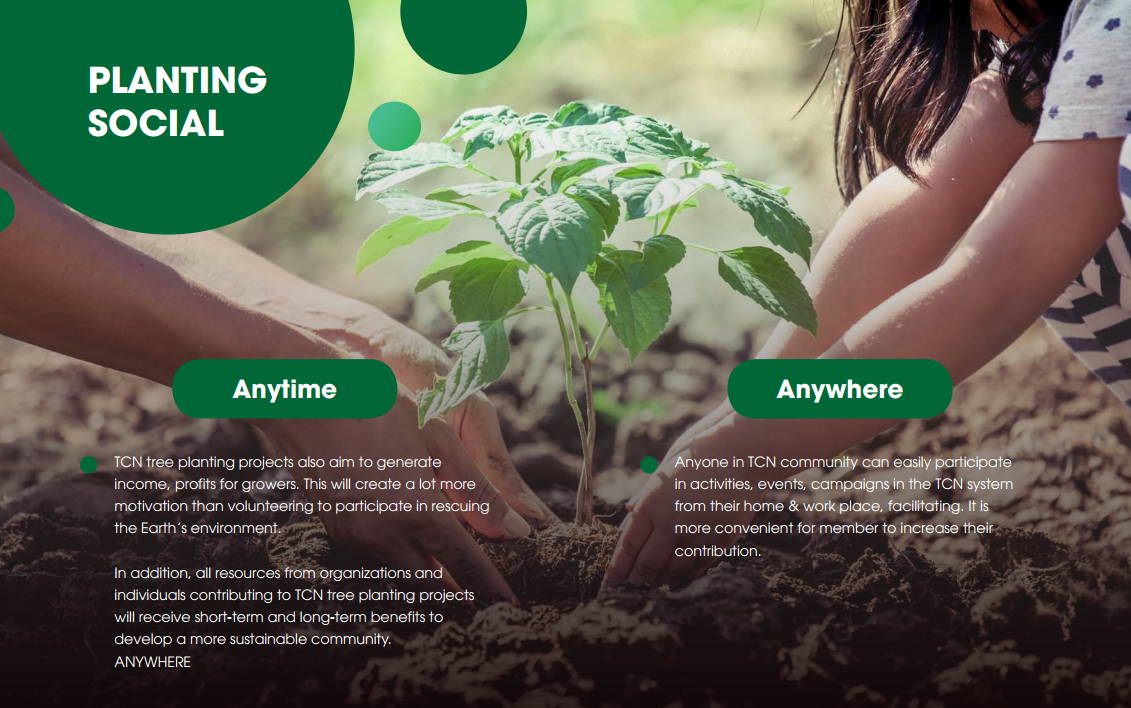 PLANTING
SOCIAL
Anytime
TCN tree planting projects also aim to generate
income, profits for growers. This will create a lot more
motivation than volunteering to participate in rescuing
the Earth's environment.
In addition, all resources from organizations and
individuals contributing to TCN tree planting projects
will receive short-term and long-term benefits to
develop a more sustainable community.
ANYWHERE
Anywhere
Anyone in TCN community can easily participate
in activities, events, campaigns in the TCN system
from their home & work place, facilitating. It is
more convenient for member to increase their
contribution.